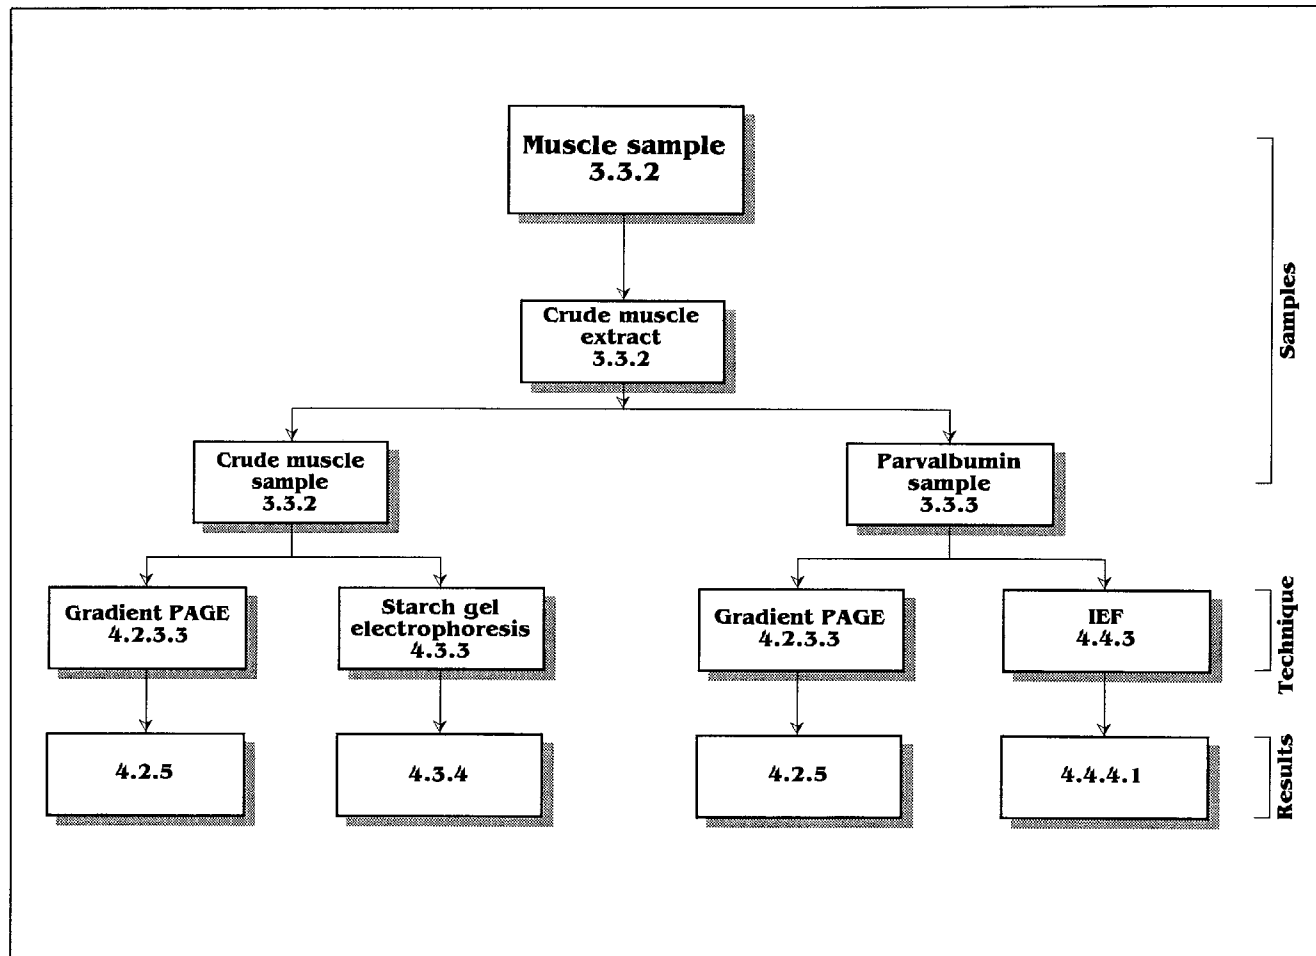 Muscle sample
3.3.2
Crude muscle
extract
3.3.2
Crude muscle
sample
3.3.2
Parvalbumin
sample
3.3.3
Samples
Gradient PAGE
4.2.3.3
Starch gel
electrophoresis
4.3.3
Gradient PAGE
4.2.3.3
IEF
4.4.3
Technique
4.2.5
4.3.4
4.2.5
4.4.4.1
Results